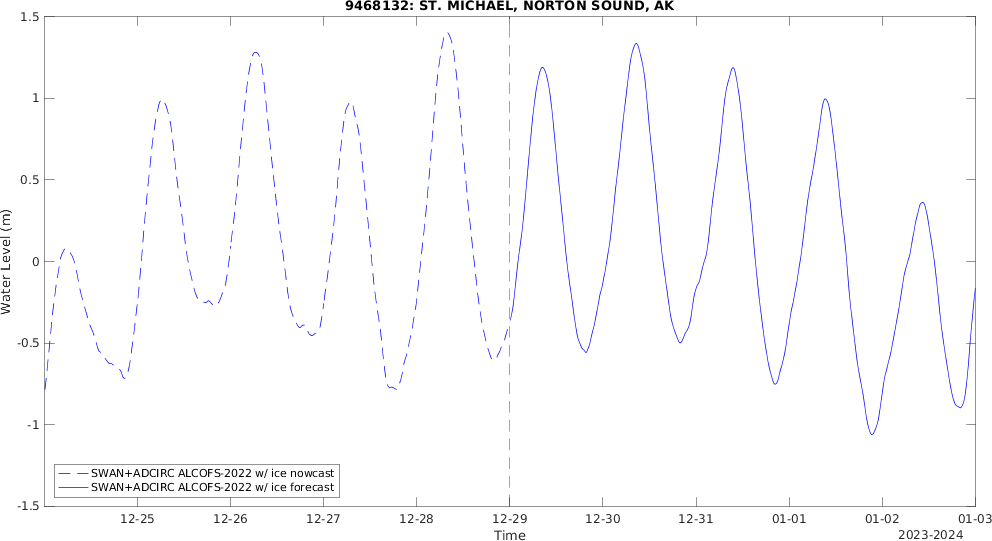 9468132: ST. MICHAEL, NORTON SOUND, AK
1.5
1
0.5
0
-0.5
-1
-1.5
Water Level (m)
SWAN+ADCIRC ALCOFS-2022 w/ ice nowcast
SWAN+ADCIRC ALCOFS-2022 w/ ice forecast
12-25 12-26 12-27 12-28 12-29 12-30 12-31 01-01 01-02 01-03
Time
2023-2024